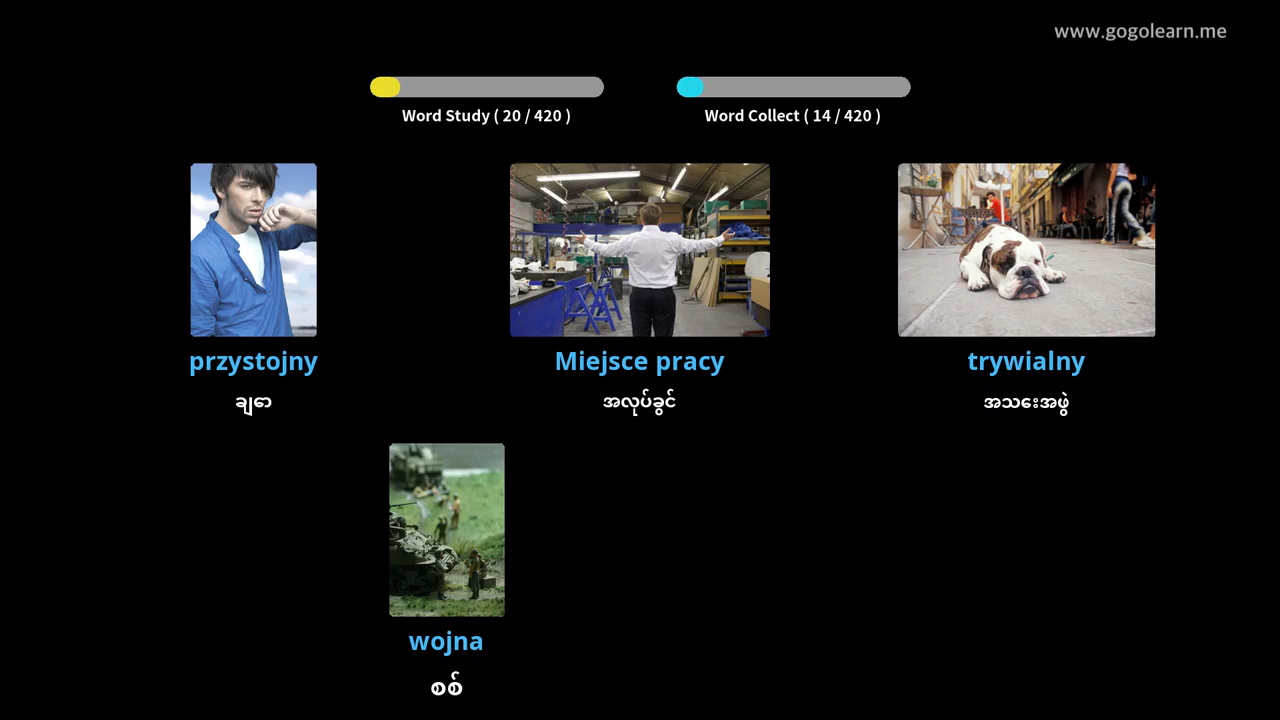 www.gogolearn.me
Word Study ( 20 / 420 )
Word Collect ( 14 / 420 )
przystojny
Miejsce pracy
trywialny
ချော
အလုပ်ခွင်
အသေးအဖွဲ
wojna
စစ်